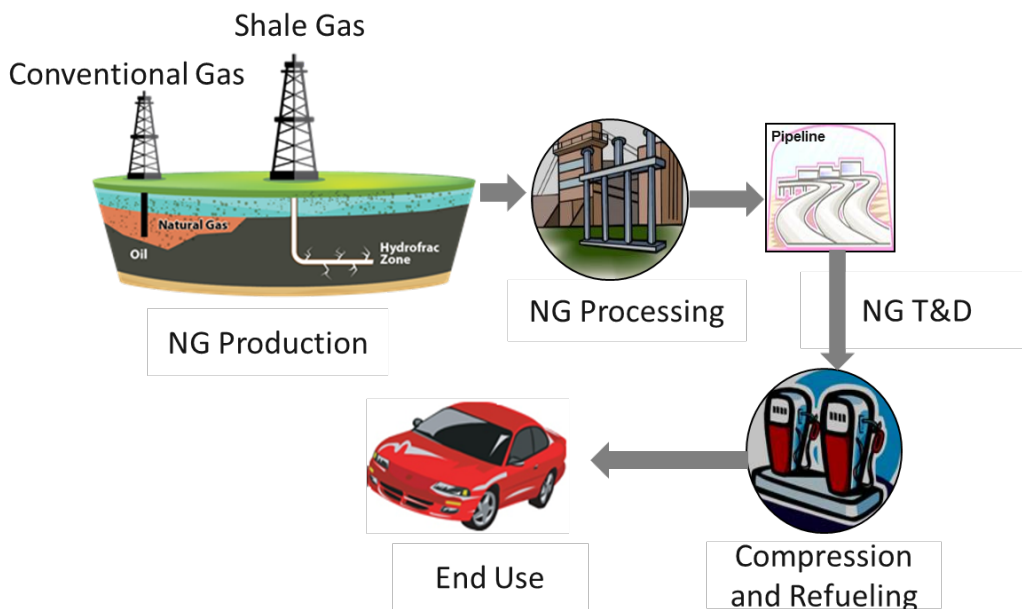 Shale Gas
Conventional Gas
Pipeline
Natural Gas
Oil
Hydrofrac
Zone
NG Processing
NG T&D
NG Production
End Use
Compression
and Refueling